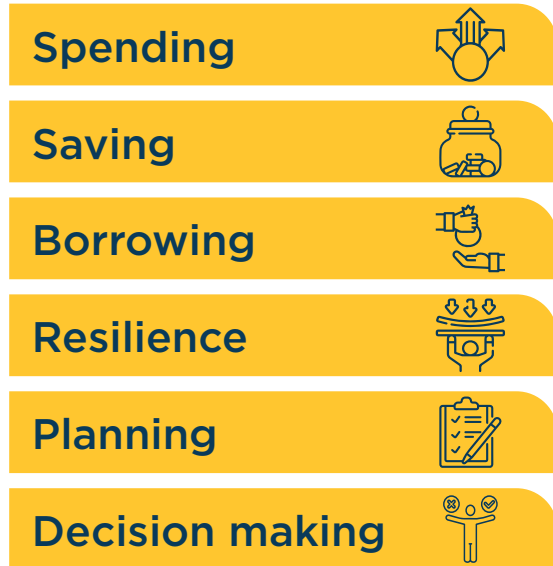 Spending
Saving
Borrowing
Resilience
Planning
Decision making